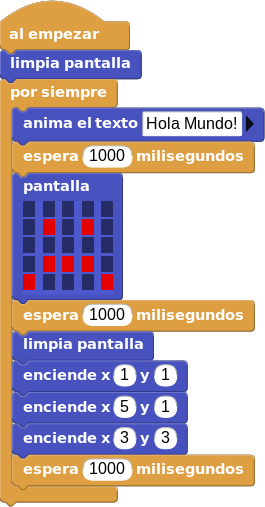 al empezar
limpia pantalla
por siempre
anima el texto Hola Mundo!
espera 1000 milisegundos
pantalla
espera 1000 milisegundos
limpia pantalla
enciende x 1 y 1
enciende x 5 y 1
enciende x 3 y 3
espera 1000 milisegundos